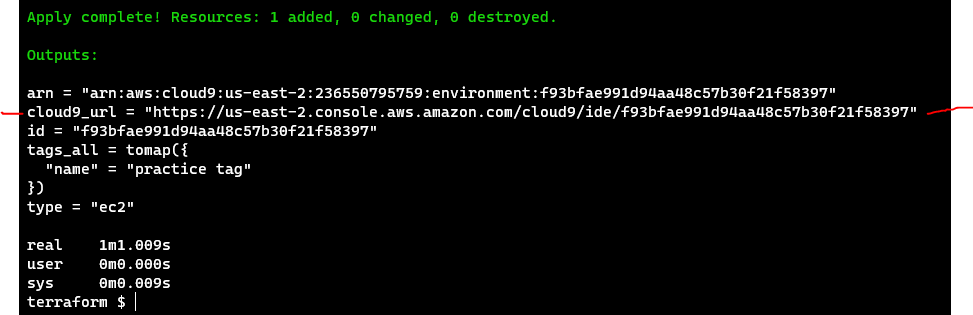 Apply complete! Resources: 1 added, 0 changed, 0 destroyed.
Outputs:
arn = "arn:aws:cloud9:us-east-2:236550795759:environment:f93bfae991d94aa48c57b30f21f58397"
cloud9_url = "https://us-east-2.console.aws.amazon.com/cloud9/ide/f93bfae991d94aa48c57b30f21f58397"
id = "f93bfae991d94aa48c57b30f21f58397"
tags_all = tomap({
  "name" = "practice tag"
})
type = "ec2"
real    1m1.009s
user    0m0.000s
sys     0m0.009s
terraform $